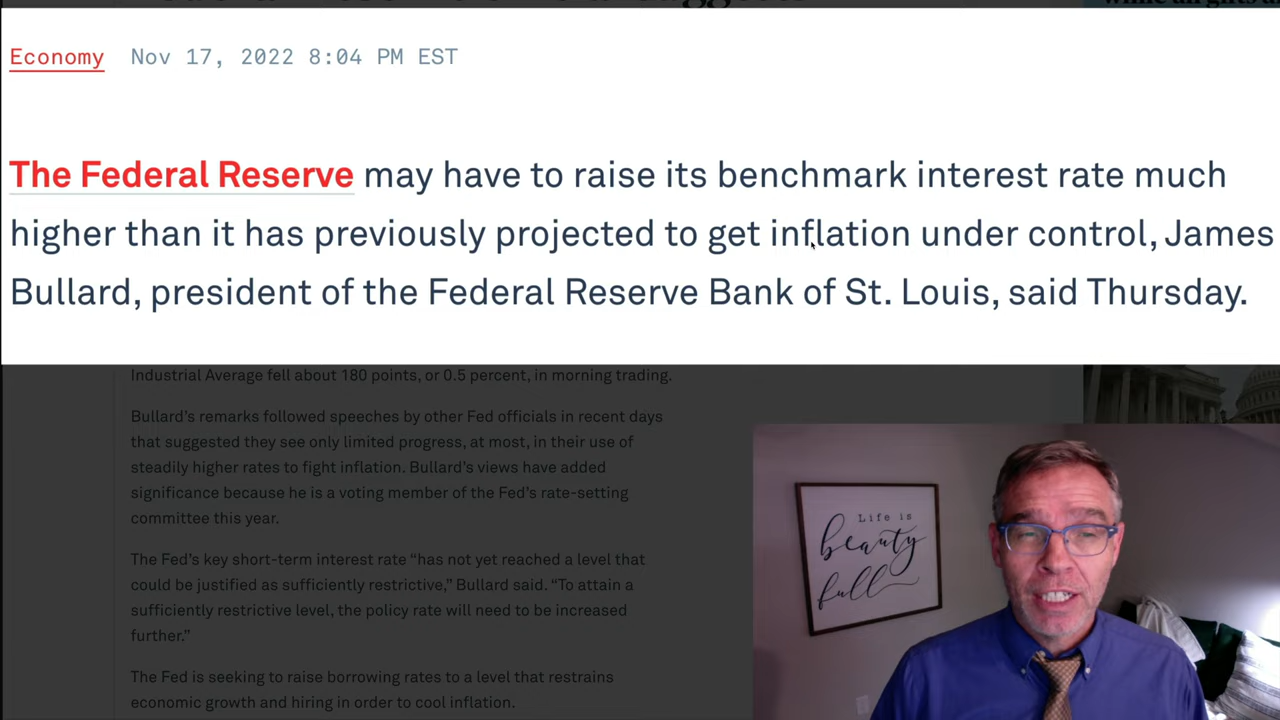 Economy Nov 17, 2022 8:04 PM EST
The Federal Reserve may have to raise its benchmark interest rate much
higher than it has previously projected to get inflation under control, James
Bullard, president of the Federal Reserve Bank of St. Louis, said Thursday.
Industrial Average fell about 180 points, or 0.5 percent, in morning trading.
Bullard’s remarks followed speeches by other Fed officials in recent days
that suggested they see only limited progress, at most, in their use of
steadily higher rates to fight inflation. Bullard’s views have added
significance because he is a voting member of the Fed’s rate-setting
committee this year.
The Fed’s key short-term interest rate “has not yet reached a level that
could be justified as sufficiently restrictive,” Bullard said. “To attain a
sufficiently restrictive level, the policy rate will need to be increased
further.”
The Fed is seeking to raise borrowing rates to a level that restrains
economic growth and hiring in order to cool inflation.
Life is
beauty
full